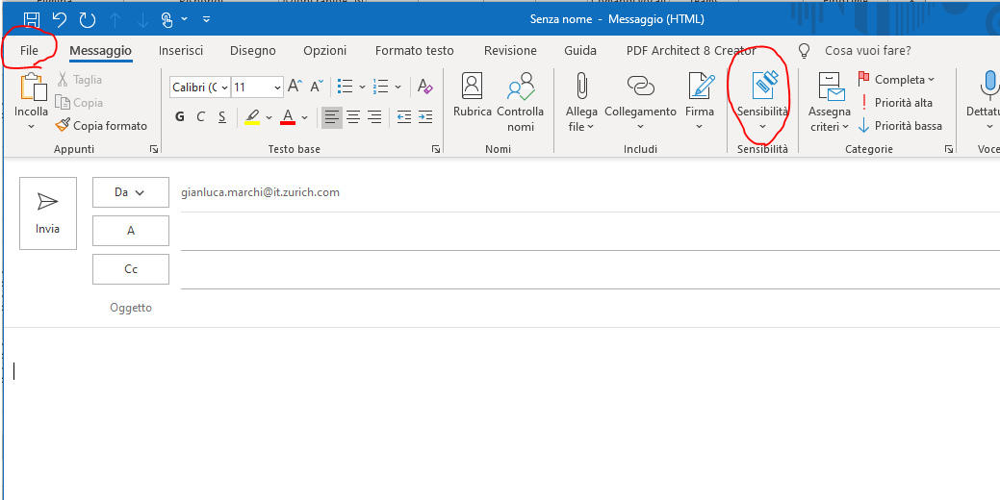 Senza nome - Messaggio (HTML)
File Messaggio Inserisci Disegno Opzioni Formato testo Revisione Guida PDF Architect & Creator Cosa vuoi fare?
Incolla
Taglia
Copia
Copia formato
Appunti
Calibri (C 11
G C S
Testo base
Rubrica Controlla nomi
Nomi
Allega file Collegamento Firma
Includi
Sensibilità
Sensibilità
Assegna criteri
Completa
Priorità alta
Priorità bassa
Categorie
Dettatu
Voce
Invia
Da gianluca.marchi@it.zurich.com
A
Cc
Oggetto